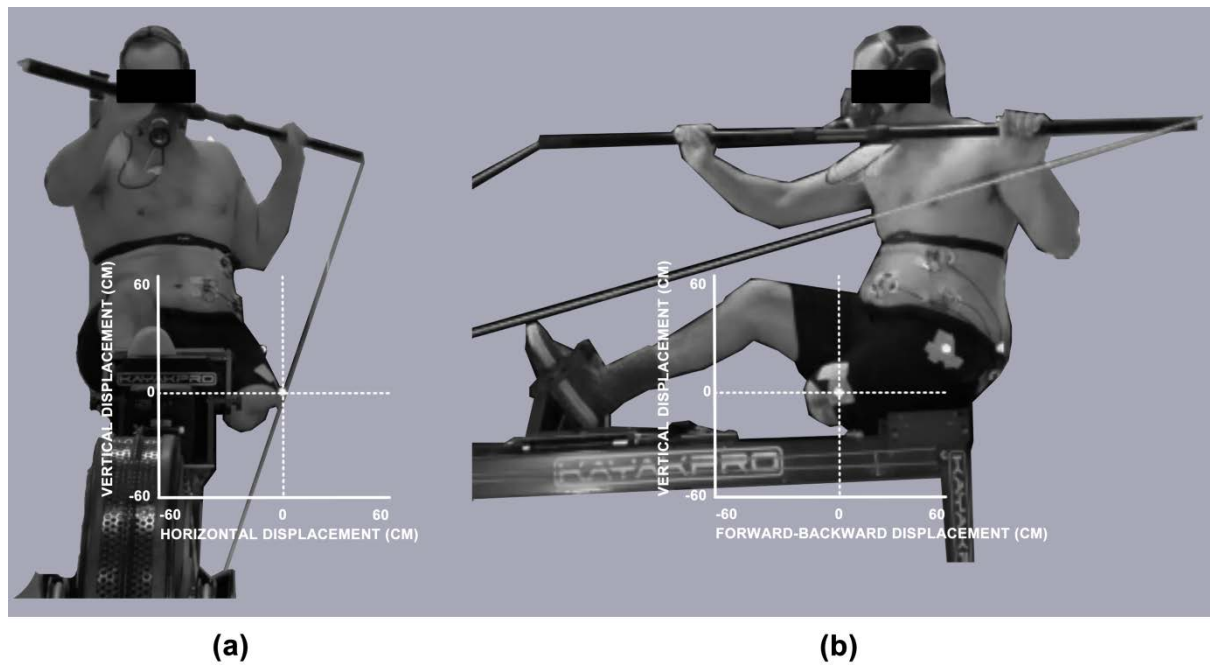 60
0
-60
VERTICAL DISPLACEMENT (CM)
-60 0 60
HORIZONTAL DISPLACEMENT (CM)
KAYAKPRO
60
0
-60
VERTICAL DISPLACEMENT (CM)
-60 0 60
FORWARD-BACKWARD DISPLACEMENT (CM)
KAYAKPRO
KAYAKPR
(a)
(b)